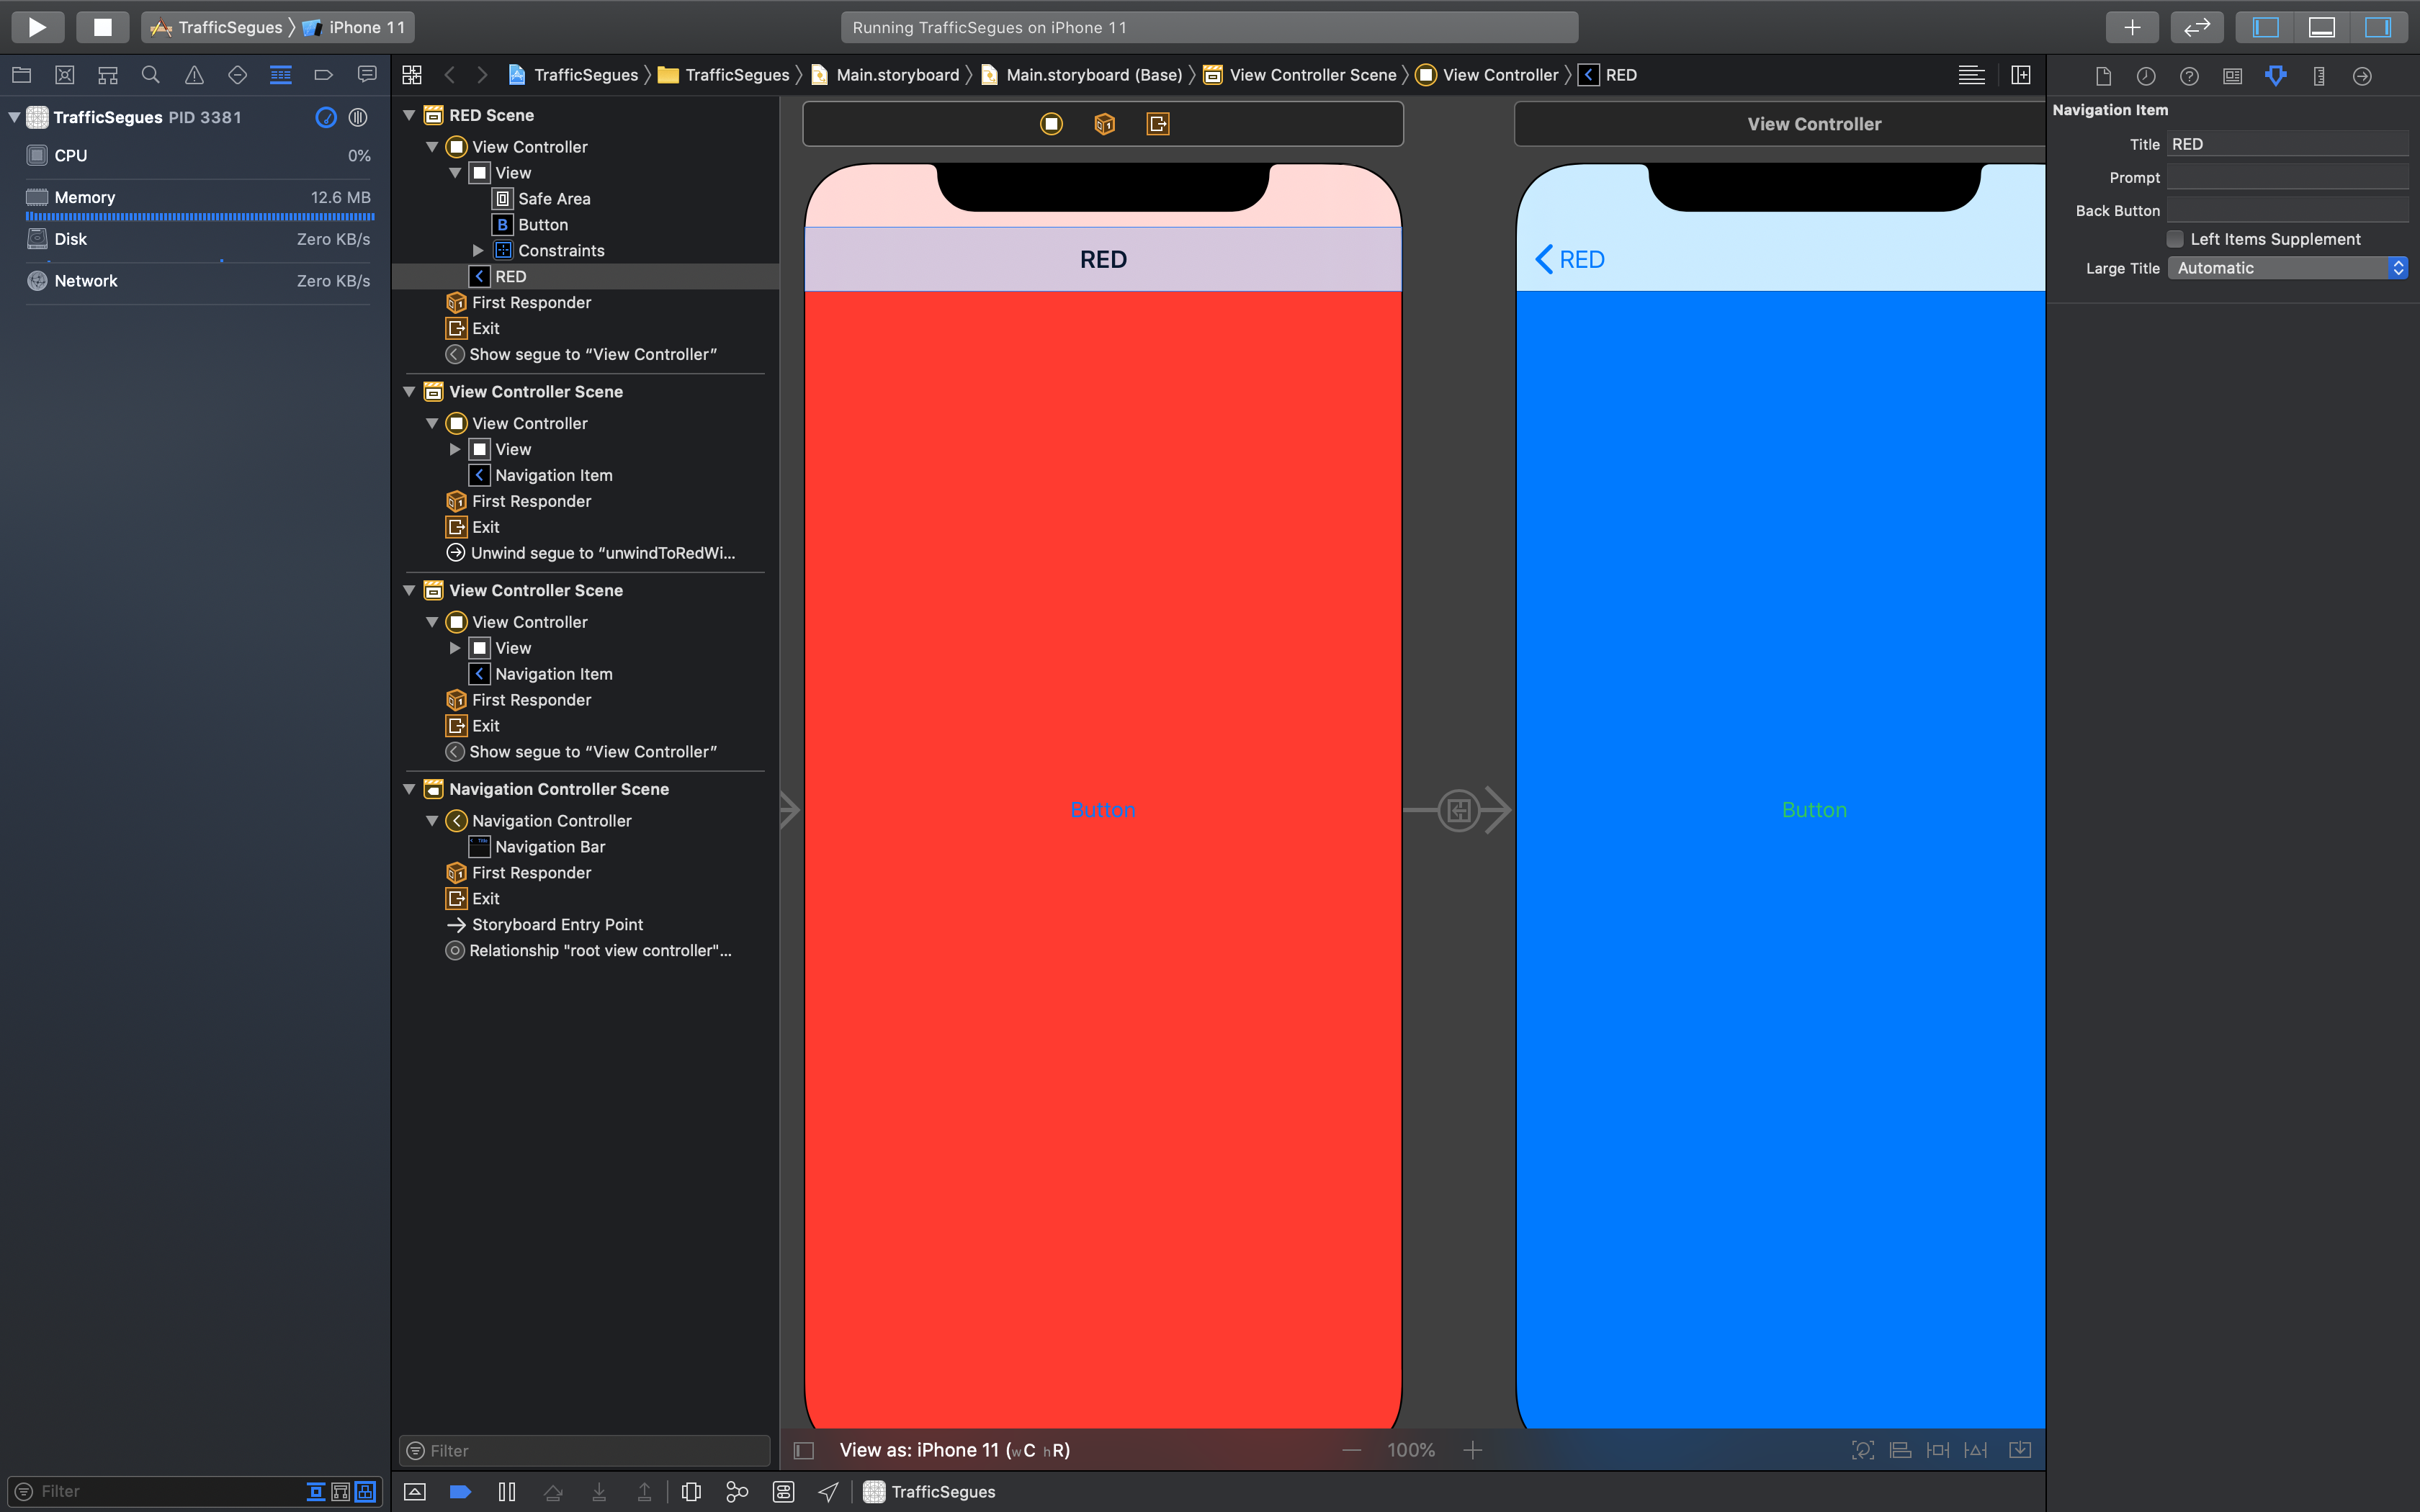 TrafficSegues 〉 iPhone 11
Running TrafficSegues on iPhone 11
TrafficSegues 〉 TrafficSegues 〉 Main.storyboard 〉 Main.storyboard (Base) 〉 View Controller Scene 〉 View Controller 〉 RED
TrafficSegues PID 3381
CPU 0%
Memory 12.6 MB
Disk Zero KB/s
Network Zero KB/s
Filter
RED Scene
View Controller
View
Safe Area
B Button
Constraints
RED
First Responder
Exit
Show segue to “View Controller”
View Controller Scene
View Controller
View
Navigation Item
First Responder
Exit
Unwind segue to “unwindToRedWi...
View Controller Scene
View Controller
View
Navigation Item
First Responder
Exit
Show segue to “View Controller”
Navigation Controller Scene
Navigation Controller
Navigation Bar
First Responder
Exit
Storyboard Entry Point
Relationship "root view controller"...
Filter
RED
Button
View Controller
RED
Button
View as: iPhone 11 (wC hR)
100%
TrafficSegues
Navigation Item
Title RED
Prompt
Back Button
Left Items Supplement
Large Title Automatic